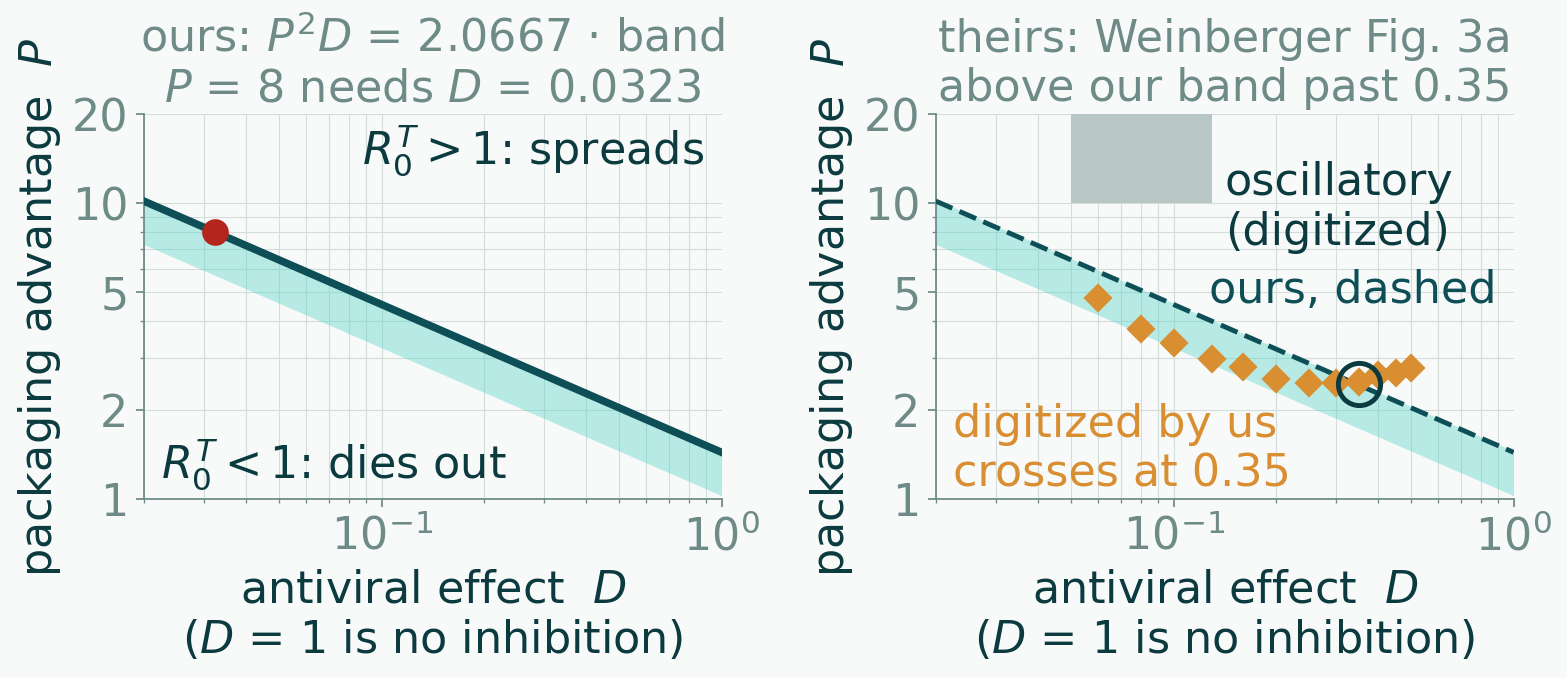 ours: P²D = 2.0667 · band
P = 8 needs D = 0.0323
packaging advantage P
20
10
5
2
1
R₀ᵀ > 1: spreads
R₀ᵀ < 1: dies out
10⁻¹
10⁰
antiviral effect D
(D = 1 is no inhibition)
theirs: Weinberger Fig. 3a
above our band past 0.35
packaging advantage P
20
10
5
2
1
oscillatory
(digitized)
ours, dashed
digitized by us
crosses at 0.35
10⁻¹
10⁰
antiviral effect D
(D = 1 is no inhibition)